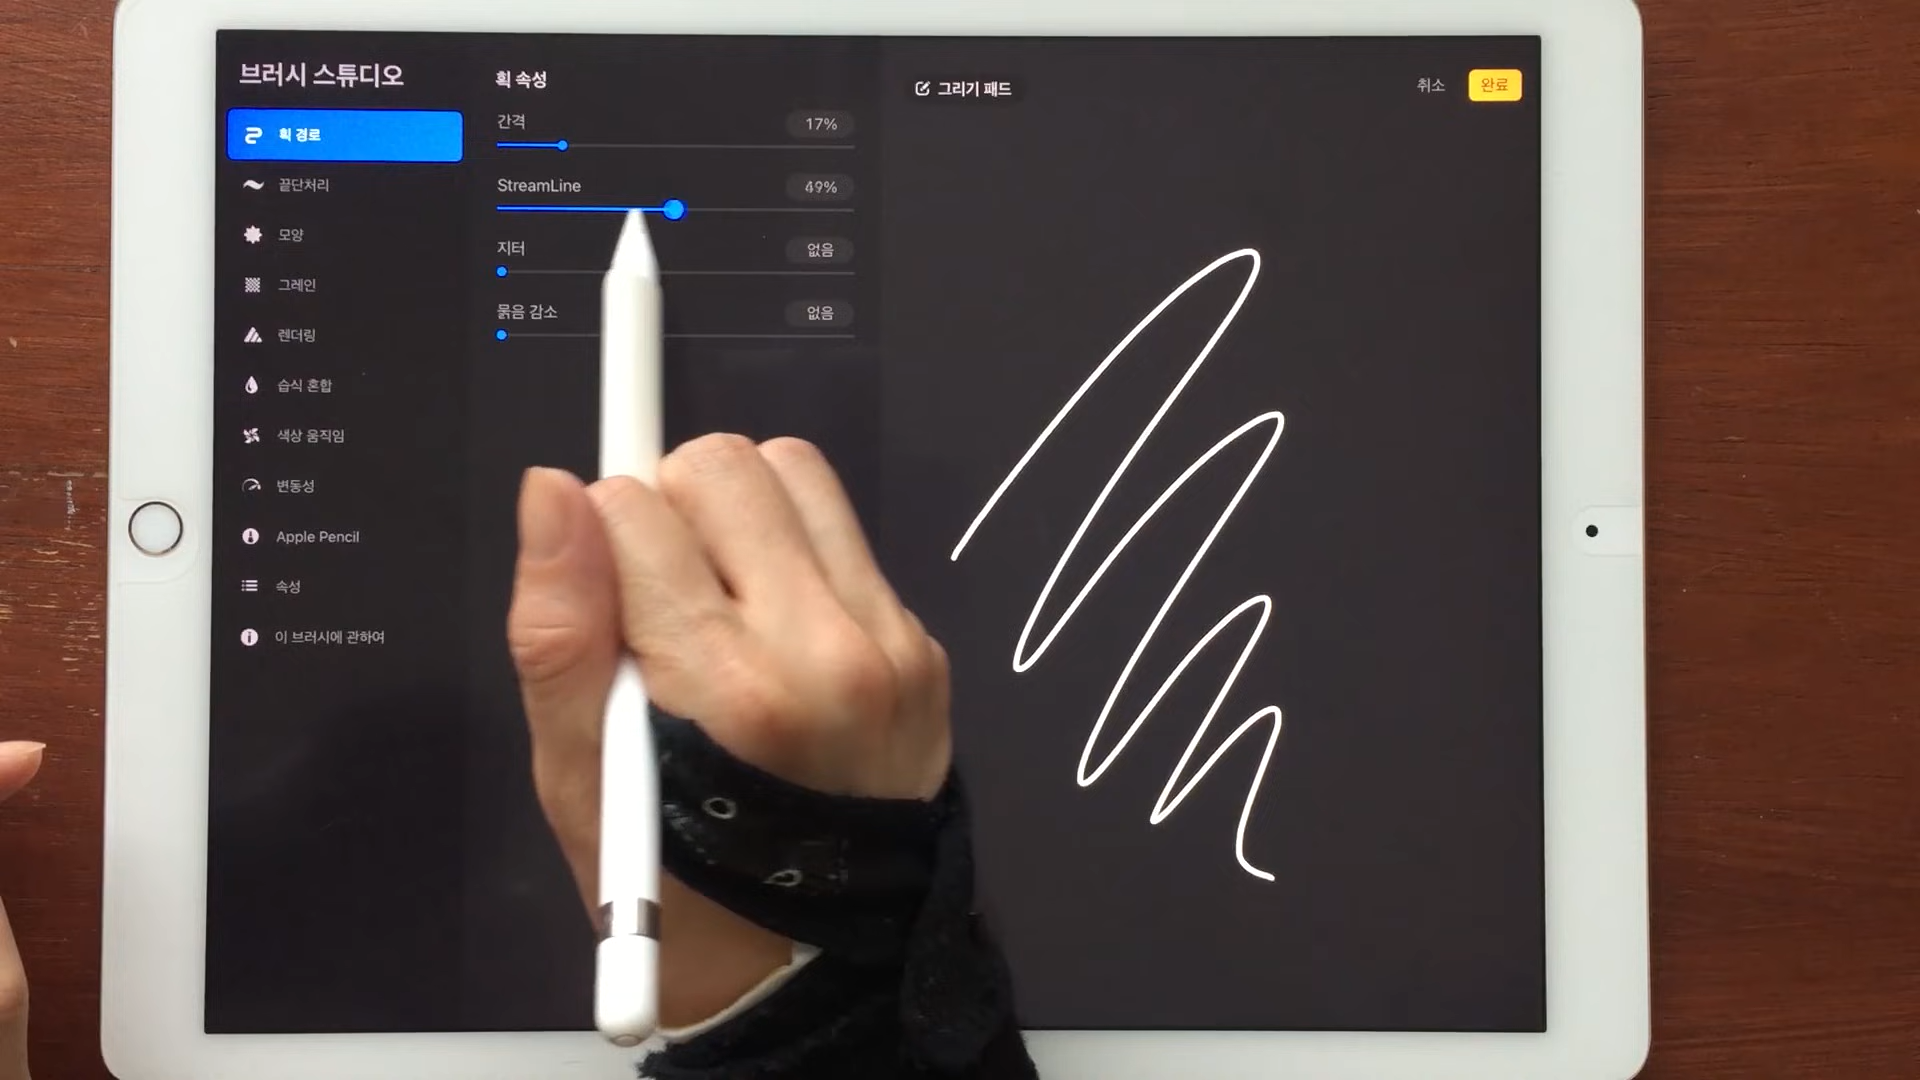 브러시 스튜디오
획 경로
끝단처리
모양
그레인
렌더링
습식 혼합
색상 움직임
변동성
Apple Pencil
속성
이 브러시에 관하여
획 속성
간격
17%
StreamLine
49%
지터
없음
묽음 감소
없음
그리기 패드
취소
완료